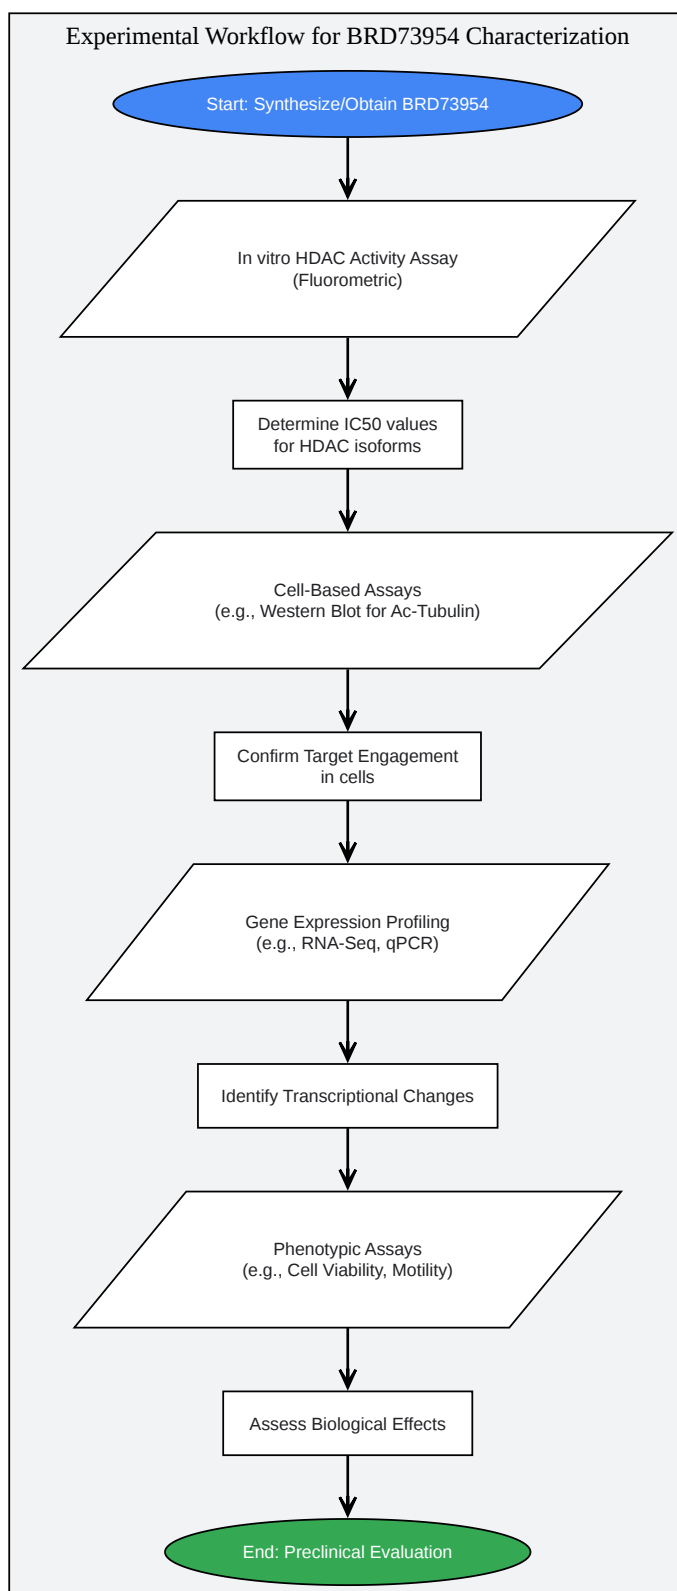 Experimental Workflow for BRD73954 Characterization
Start: Synthesize/Obtain BRD73954
In vitro HDAC Activity Assay
(Fluorometric)
Determine IC50 values
for HDAC isoforms
Cell-Based Assays
(e.g., Western Blot for Ac-Tubulin)
Confirm Target Engagement
in cells
Gene Expression Profiling
(e.g., RNA-Seq, qPCR)
Identify Transcriptional Changes
Phenotypic Assays
(e.g., Cell Viability, Motility)
Assess Biological Effects
End: Preclinical Evaluation